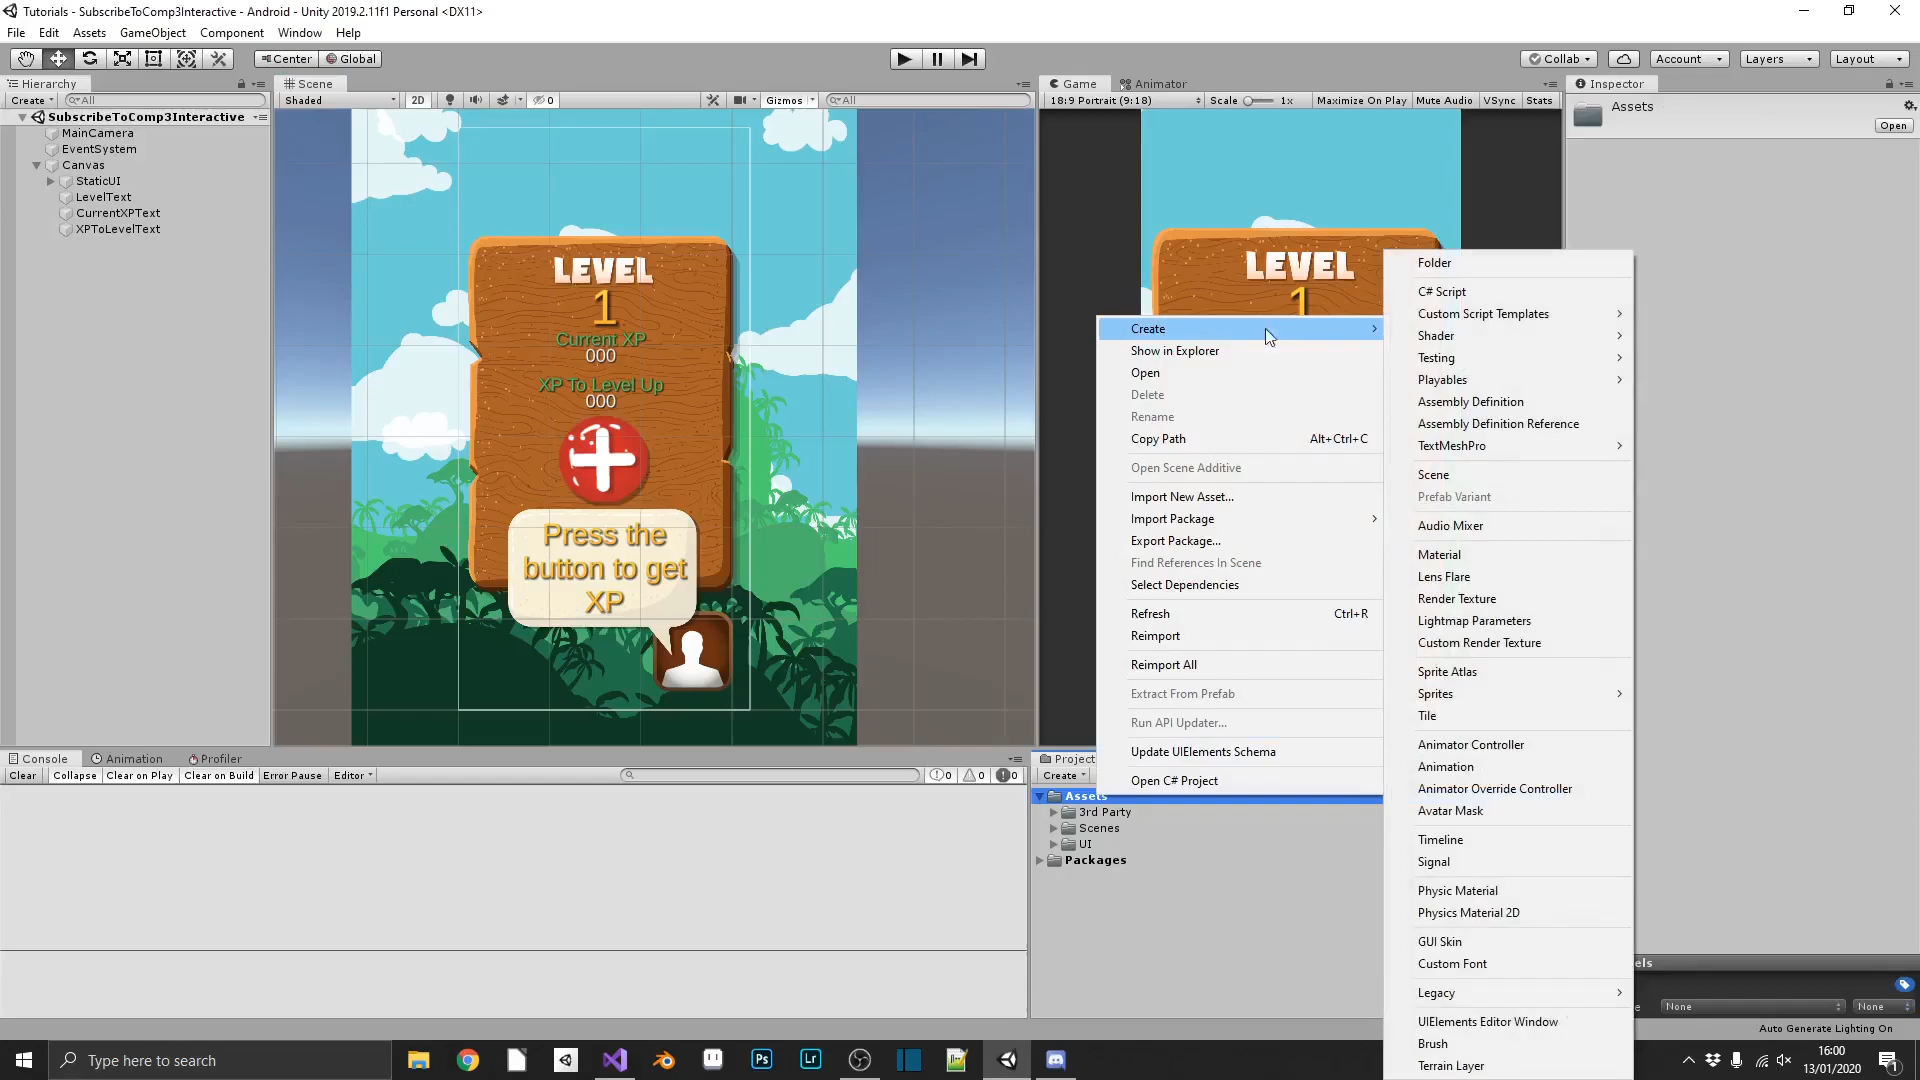 Tutorials - SubscribeToComp3Interactive - Android - Unity 2019.2.11f1 Personal <DX11>
File Edit Assets GameObject Component Window Help
Center Global
Collab Account Layers Layout
Hierarchy
Create All
SubscribeToComp3Interactive
MainCamera
EventSystem
Canvas
StaticUI
LevelText
CurrentXPText
XPToLevelText
Scene
Shaded 2D 0 Gizmos All
LEVEL
1
Current XP
000
XP To Level Up
000
Press the
button to get
XP
Game Animator
18:9 Portrait (9:18) Scale 1x Maximize On Play Mute Audio VSync Stats
LEVEL
1
Inspector
Assets
Open
Create
Show in Explorer
Open
Delete
Rename
Copy Path Alt+Ctrl+C
Open Scene Additive
Import New Asset...
Import Package
Export Package...
Find References In Scene
Select Dependencies
Refresh Ctrl+R
Reimport
Reimport All
Extract From Prefab
Run API Updater...
Update UIElements Schema
Open C# Project
Folder
C# Script
Custom Script Templates
Shader
Testing
Playables
Assembly Definition
Assembly Definition Reference
TextMeshPro
Scene
Prefab Variant
Audio Mixer
Material
Lens Flare
Render Texture
Lightmap Parameters
Custom Render Texture
Sprite Atlas
Sprites
Tile
Animator Controller
Animation
Animator Override Controller
Avatar Mask
Timeline
Signal
Physic Material
Physics Material 2D
GUI Skin
Custom Font
Legacy
UIElements Editor Window
Brush
Terrain Layer
Console Animation Profiler
Clear Collapse Clear on Play Clear on Build Error Pause Editor 0 0 0
Project
Create
Assets
3rd Party
Scenes
UI
Packages
None None
Auto Generate Lighting On
Type here to search
Ps
Lr
16:00
13/01/2020
1